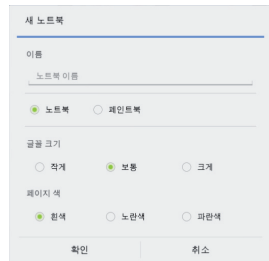 새 노트북
이름
노트북 이름
노트북 페인트북
글꼴 크기
작게 보통 크게
페이지 색
흰색 노란색 파란색
확인 취소